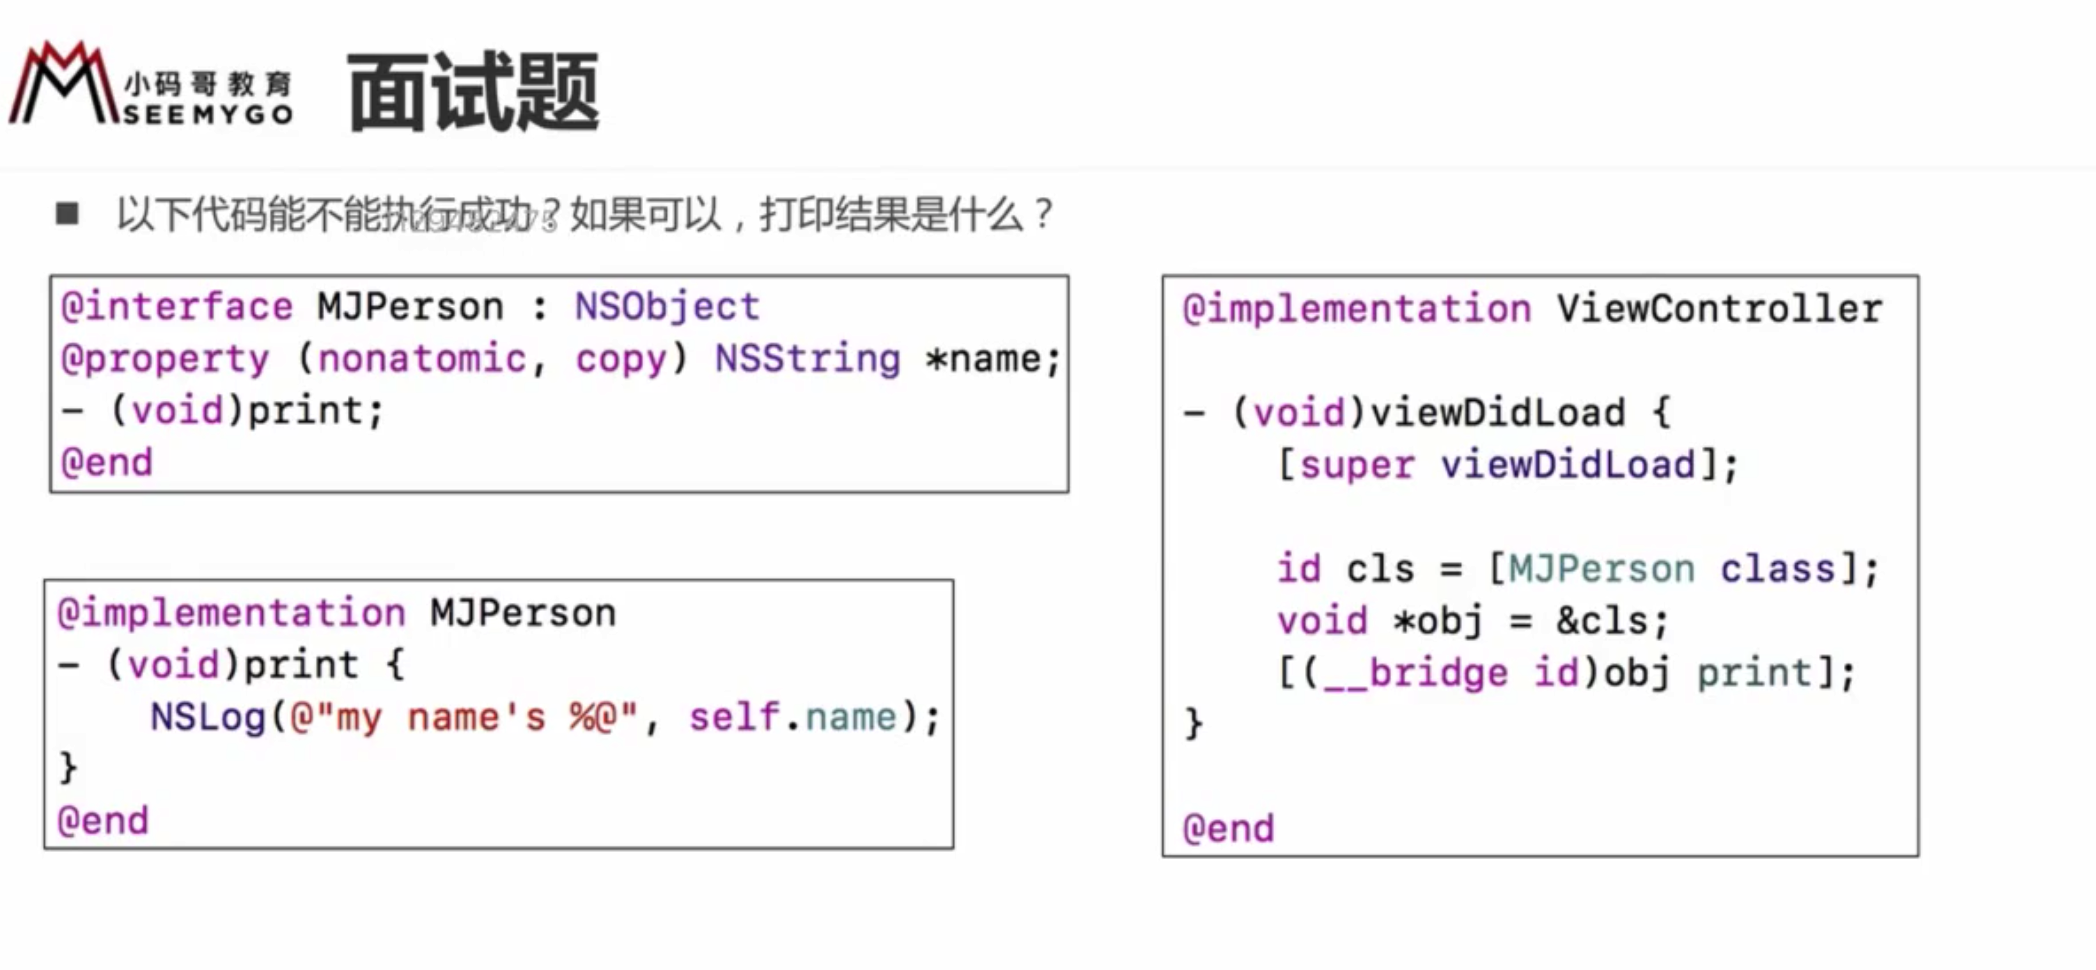 小码哥教育
SEEMYGO
面试题
■ 以下代码能不能执行成功？如果可以，打印结果是什么？
@interface MJPerson : NSObject
@property (nonatomic, copy) NSString *name;
- (void)print;
@end
@implementation MJPerson
- (void)print {
    NSLog(@"my name's %@", self.name);
}
@end
@implementation ViewController
- (void)viewDidLoad {
    [super viewDidLoad];
    id cls = [MJPerson class];
    void *obj = &cls;
    [(__bridge id)obj print];
}
@end